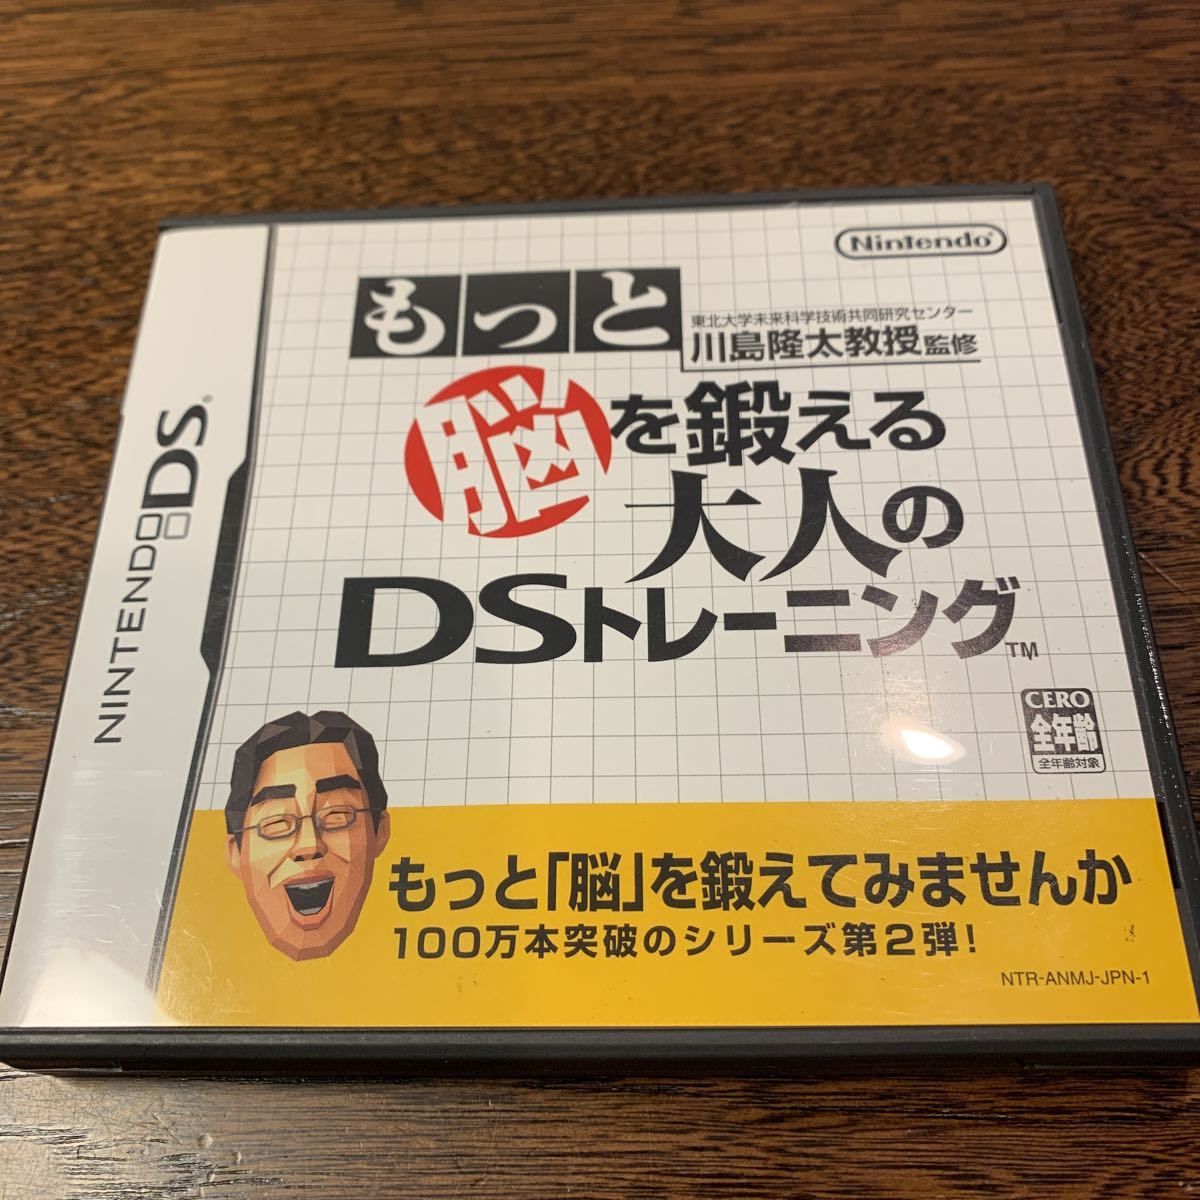 Nintendo®
もっと
東北大学未来科学技術共同研究センター
川島隆太教授監修
脳を鍛える
大人の
DSトレーニング™
NINTENDO DS®
CERO
全年齢
全年齢対象
もっと「脳」を鍛えてみませんか
100万本突破のシリーズ第2弾!
NTR-ANMJ-JPN-1